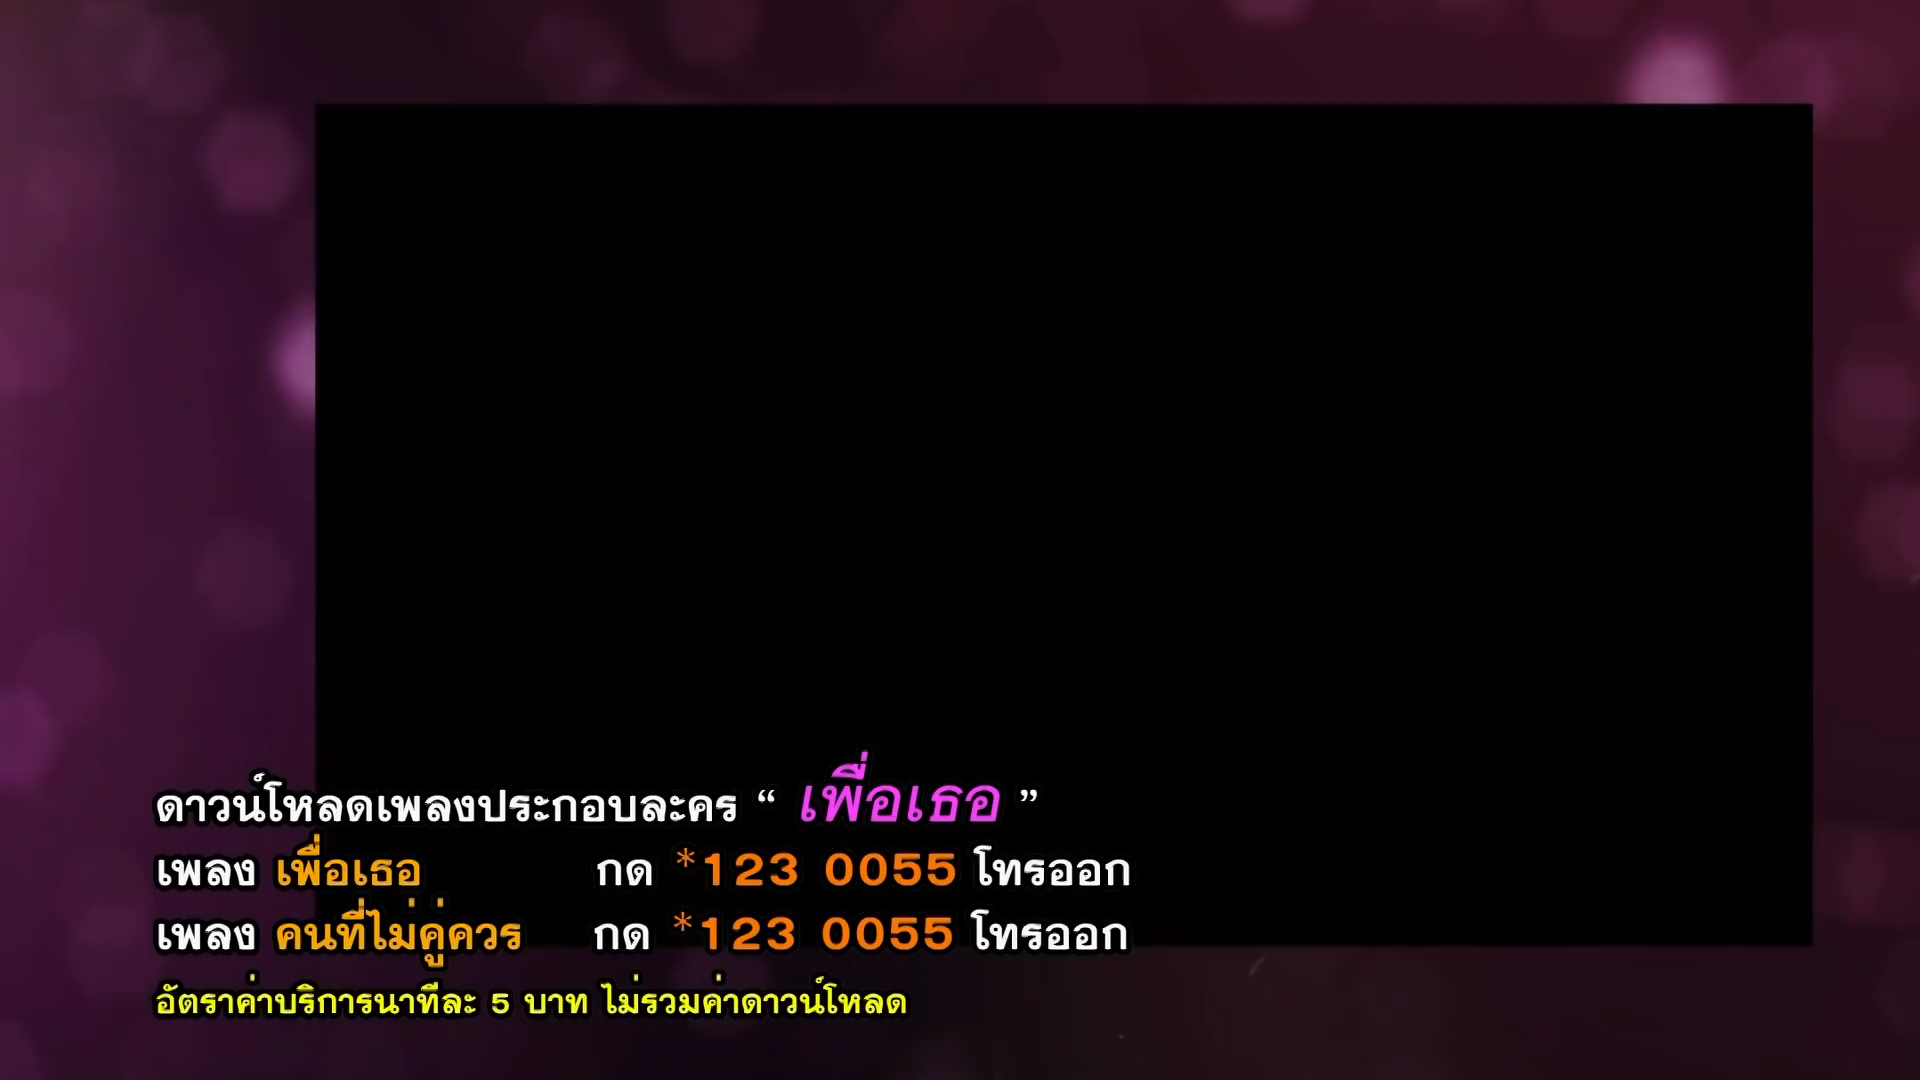 ดาวน์โหลดเพลงประกอบละคร “ เพื่อเธอ ”
เพลง เพื่อเธอ กด *123 0055 โทรออก
เพลง คนที่ไม่คู่ควร กด *123 0055 โทรออก
อัตราค่าบริการนาทีละ 5 บาท ไม่รวมค่าดาวน์โหลด